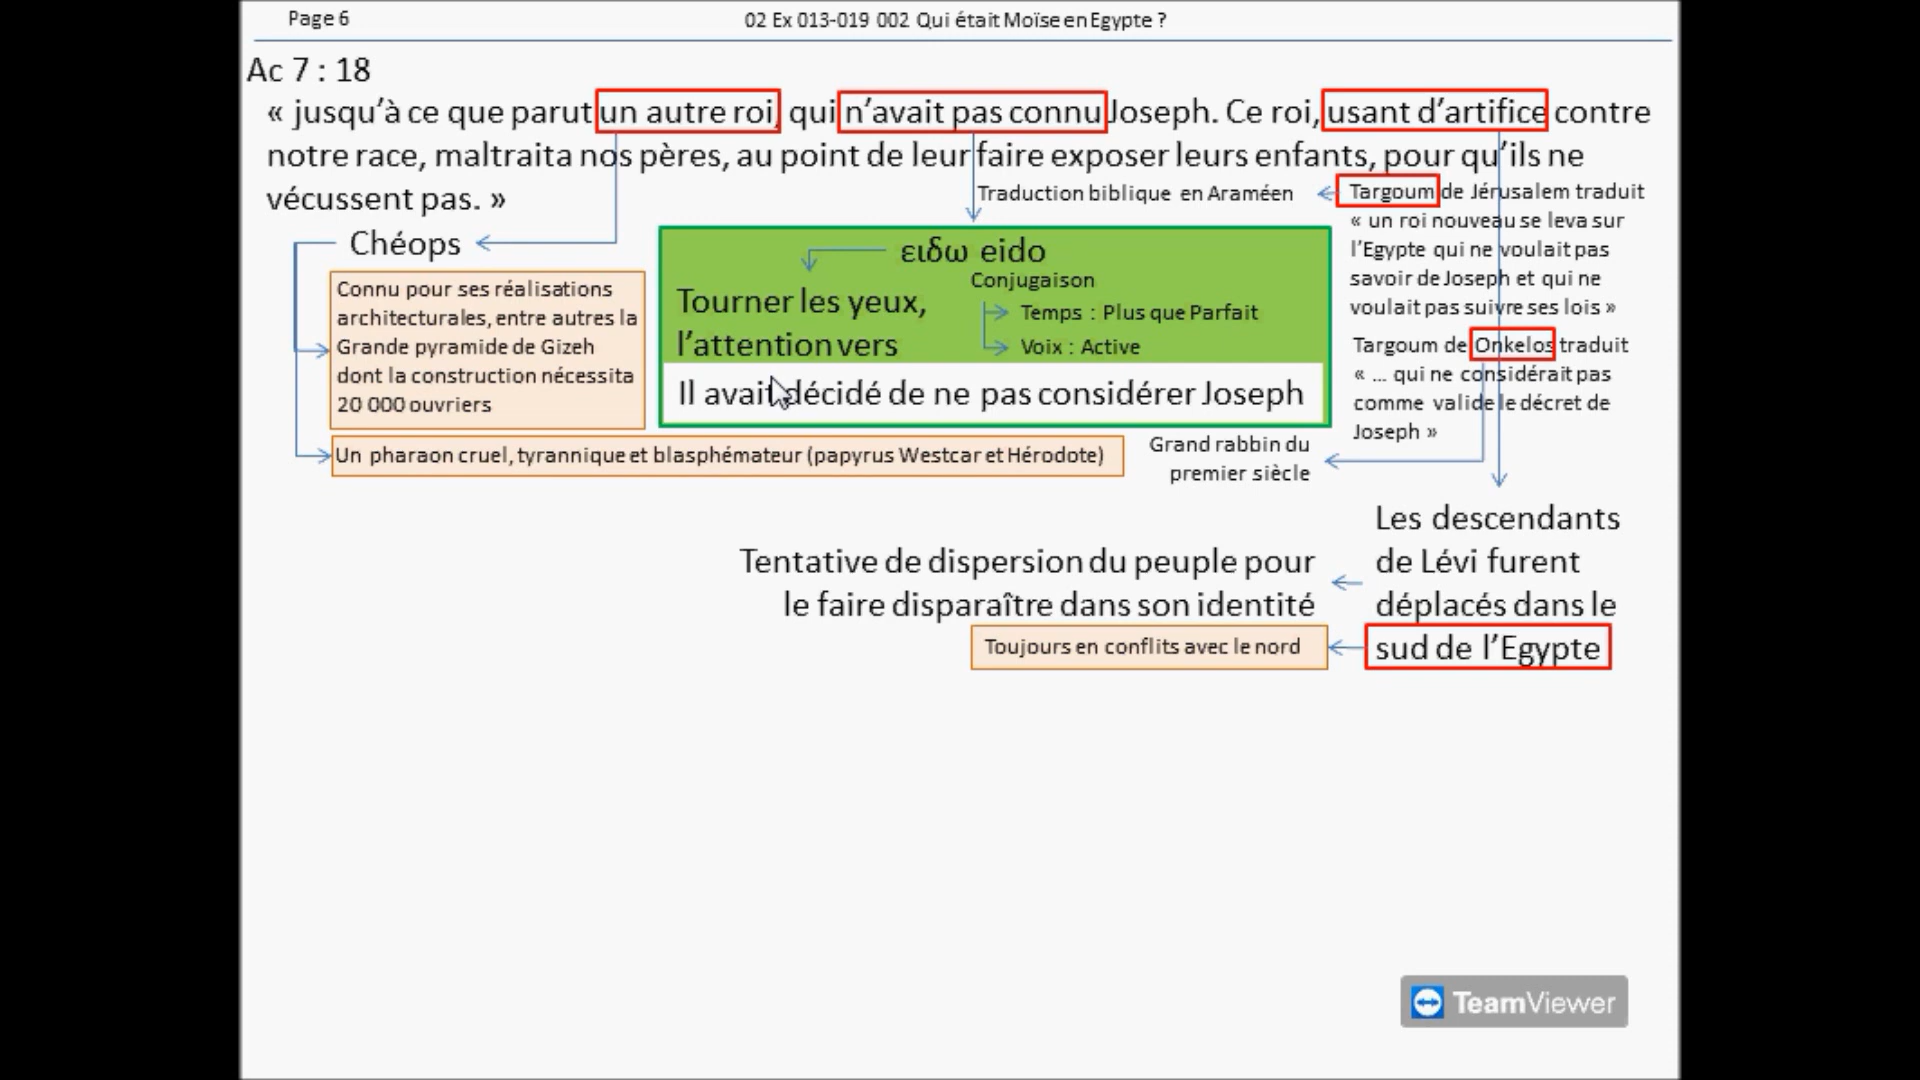 Page 6
02 Ex 013-019 002 Qui était Moïse en Egypte ?
Ac 7 : 18
« jusqu’à ce que parut un autre roi, qui n’avait pas connu Joseph. Ce roi, usant d’artifice contre
notre race, maltraita nos pères, au point de leur faire exposer leurs enfants, pour qu’ils ne
vécussent pas. »
Traduction biblique en Araméen
Targoum de Jérusalem traduit
« un roi nouveau se leva sur
l’Egypte qui ne voulait pas
savoir de Joseph et qui ne
voulait pas suivre ses lois »
Targoum de Onkelos traduit
« ... qui ne considérait pas
comme valide le décret de
Joseph »
Chéops
Connu pour ses réalisations
architecturales, entre autres la
Grande pyramide de Gizeh
dont la construction nécessita
20 000 ouvriers
ειδω eido
Conjugaison
Tourner les yeux,
l’attention vers
Temps : Plus que Parfait
Voix : Active
Il avait décidé de ne pas considérer Joseph
Un pharaon cruel, tyrannique et blasphémateur (papyrus Westcar et Hérodote)
Grand rabbin du
premier siècle
Les descendants
de Lévi furent
déplacés dans le
sud de l’Egypte
Tentative de dispersion du peuple pour
le faire disparaître dans son identité
Toujours en conflits avec le nord
TeamViewer